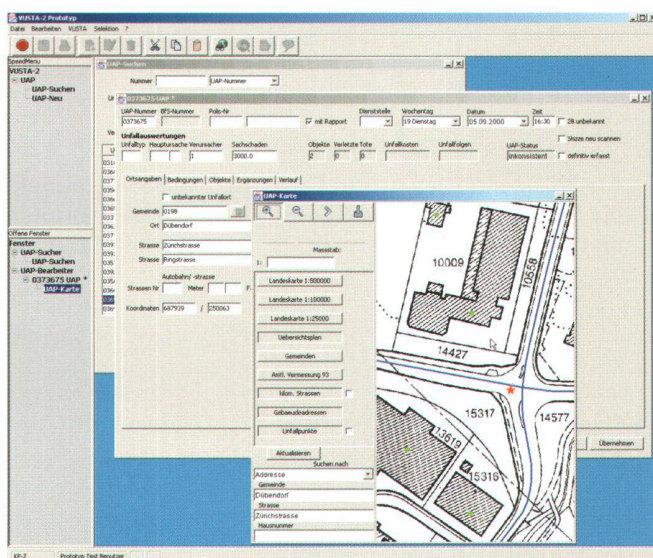 VUSTA-2 Prototyp
Datei Bearbeiten VUSTA Selektion ?
SpeedMenu
VUSTA-2
UAP
UAP-Suchen
UAP-Neu
Offene Fenster
Fenster
UAP-Sucher
UAP-Suchen
UAP-Bearbeiter
0373675 UAP *
UAP-Karte
UAP-Suchen
Nummer UAP-Nummer
0373675 UAP *
UAP-Nummer BFS-Nummer Polis-Nr Dienststelle Wochentag Datum Zeit
0373675 mit Rapport 19 Dienstag 05.09.2000 16:30 28 unbekannt
Skizze neu scannen
Unfallauswertungen
Unfalltyp Hauptursache Verursacher Sachschaden Objekte Verletzte Tote Unfallkosten Unfallfolgen UAP-Status
1 3000.0 2 0 0 inkonsistent definitiv erfasst
Ortsangaben Bedingungen Objekte Ergänzungen Verlauf
unbekannter Unfallort
Gemeinde 0198
Ort Dübendorf
Strasse Zürichstrasse
Strasse Ringstrasse
Autobahn/ -strasse
Strassen Nr Meter F
Koordinaten 687939 / 250063
UAP-Karte
Massstab:
1:
Landeskarte 1:500000
Landeskarte 1:100000
Landeskarte 1:25000
Uebersichtsplan
Gemeinden
Amtl. Vermessung 93
kilom. Strassen
Gebaeudeadressen
Unfallpunkte
Aktualisieren
Suchen nach
Addresse
Gemeinde
Dübendorf
Strasse
Zürichstrasse
Hausnummer
10009
10558
14427
15317
14577
13619
15316
Übernehmen
KP-Z Prototyp Test Benutzer